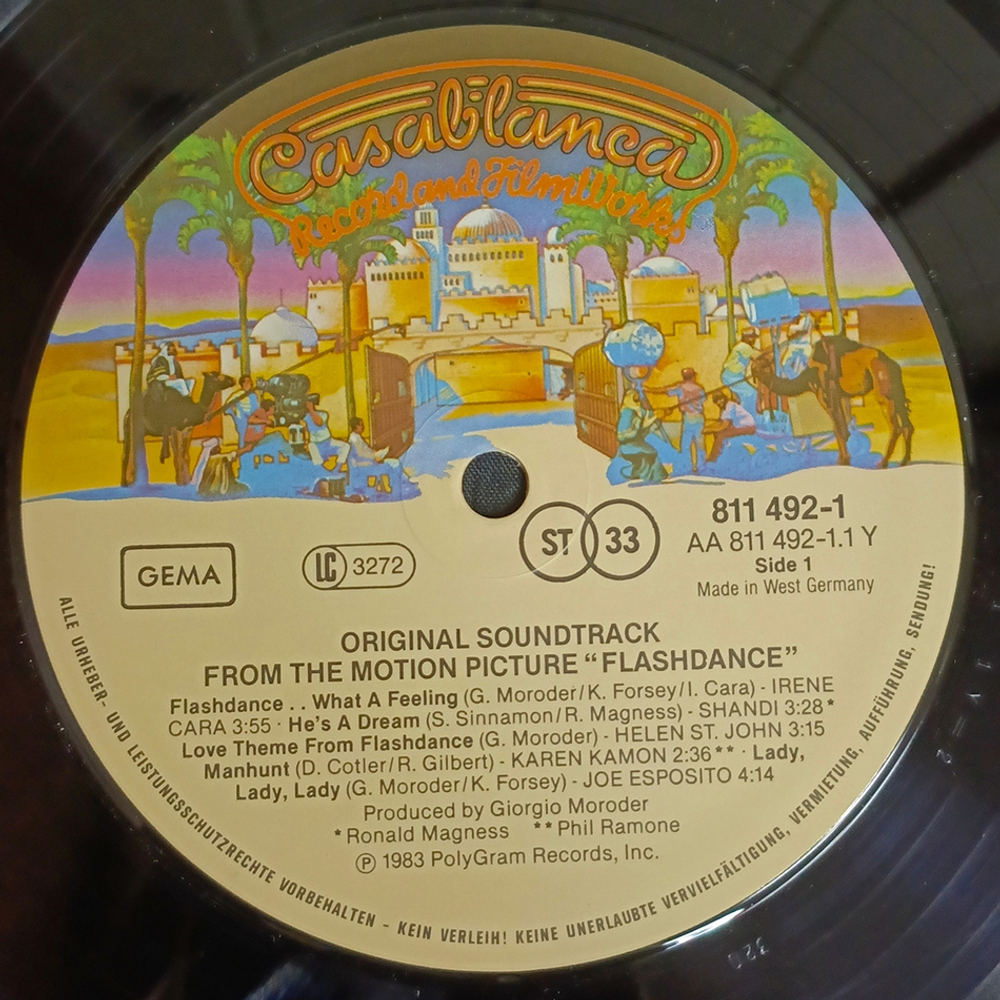 Casablanca
Record and FilmWorks
811 492-1
AA 811 492-1.1 Y
Side 1
Made in West Germany
ST 33
GEMA
LC 3272
ORIGINAL SOUNDTRACK
FROM THE MOTION PICTURE “FLASHDANCE”
Flashdance . . What A Feeling (G. Moroder/K. Forsey/I. Cara) - IRENE
CARA 3:55 · He's A Dream (S. Sinnamon/R. Magness) - SHANDI 3:28*
Love Theme From Flashdance (G. Moroder) - HELEN ST. JOHN 3:15
Manhunt (D. Cotler/R. Gilbert) - KAREN KAMON 2:36** · Lady,
Lady, Lady (G. Moroder/K. Forsey) - JOE ESPOSITO 4:14
Produced by Giorgio Moroder
*Ronald Magness **Phil Ramone
℗ 1983 PolyGram Records, Inc.
ALLE URHEBER- UND LEISTUNGSSCHUTZRECHTE VORBEHALTEN - KEIN VERLEIH! KEINE UNERLAUBTE VERVIELFÄLTIGUNG, VERMIETUNG, AUFFÜHRUNG, SENDUNG!